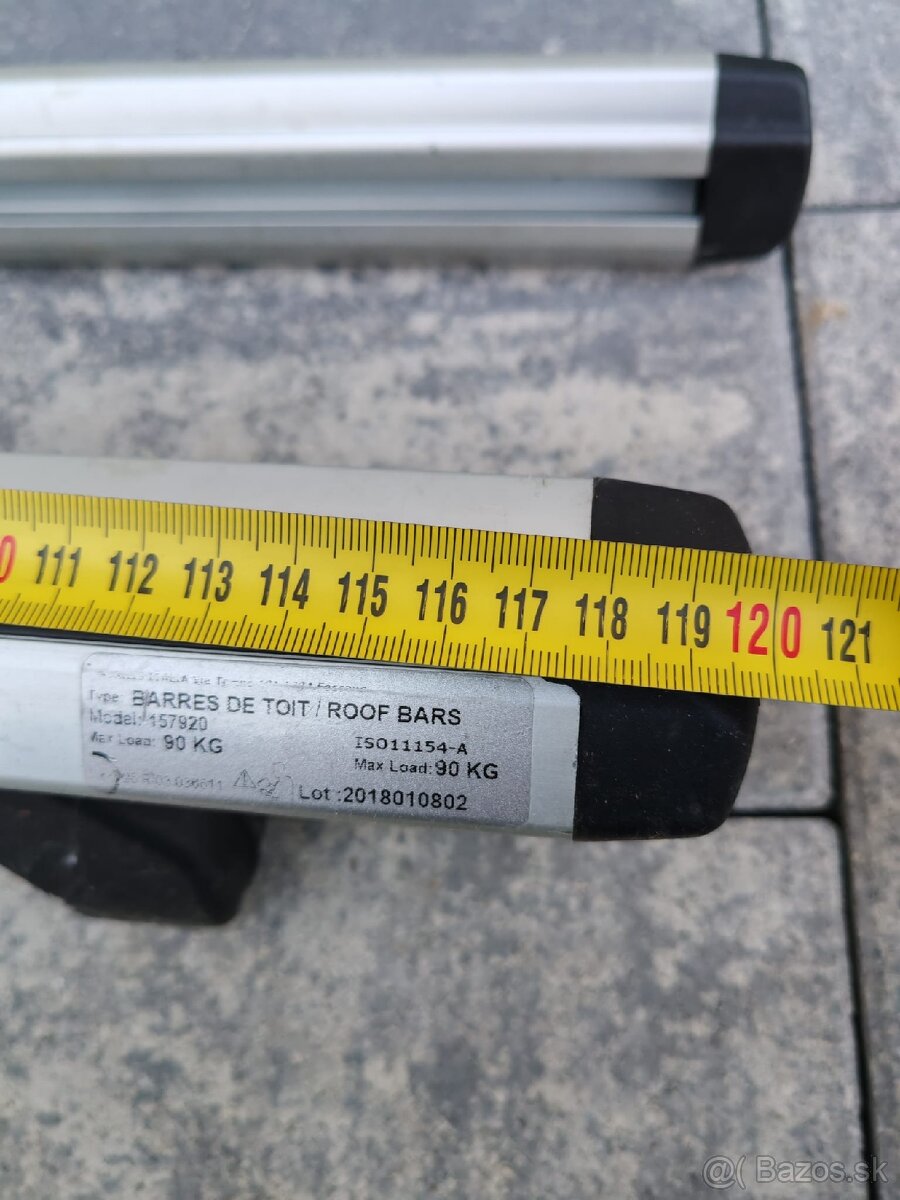 0 111 112 113 114 115 116 117 118 119 120 121
Type: BARRES DE TOIT / ROOF BARS
Model: 157920
Max Load: 90 KG
ISO11154-A
Max Load: 90 KG
Lot :2018010802
@( Bazos.sk